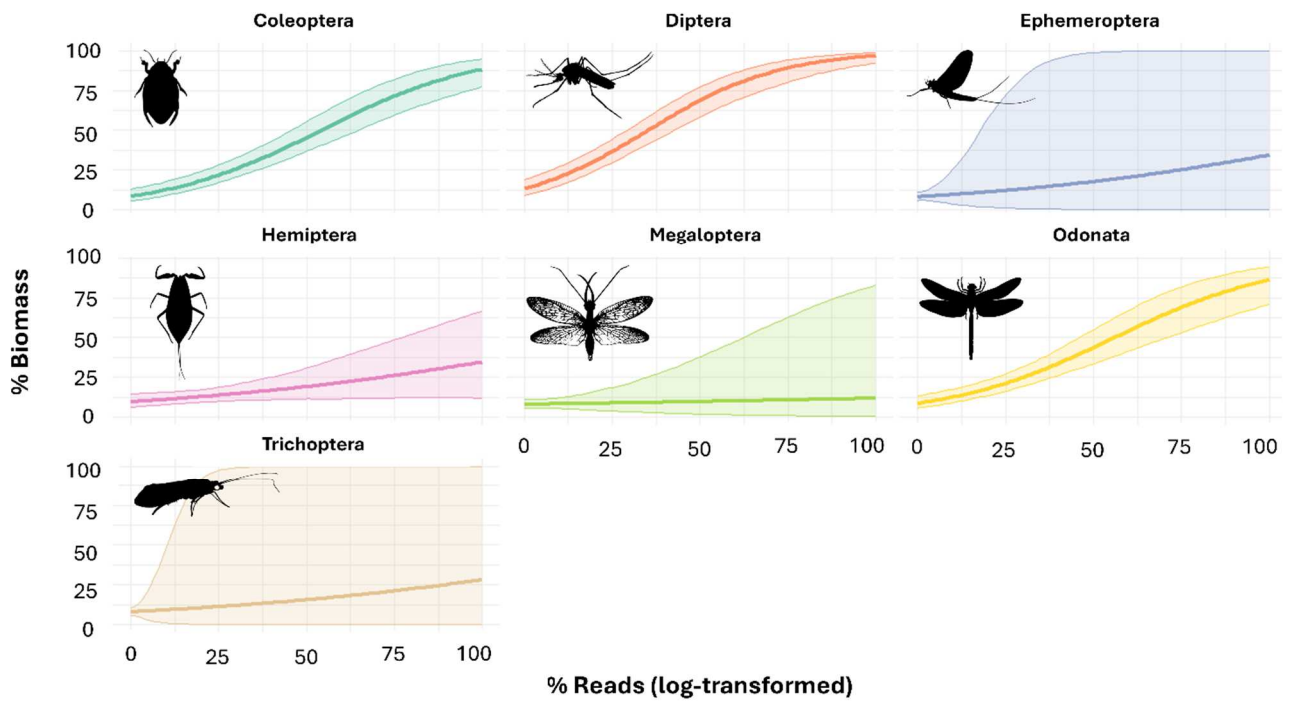 Coleoptera Diptera Ephemeroptera
100
75
50
25
0
Hemiptera Megaloptera Odonata
100
75
50
25
0
0 25 50 75 100 0 25 50 75 100
Trichoptera
100
75
50
25
0
0 25 50 75 100
% Biomass
% Reads (log-transformed)